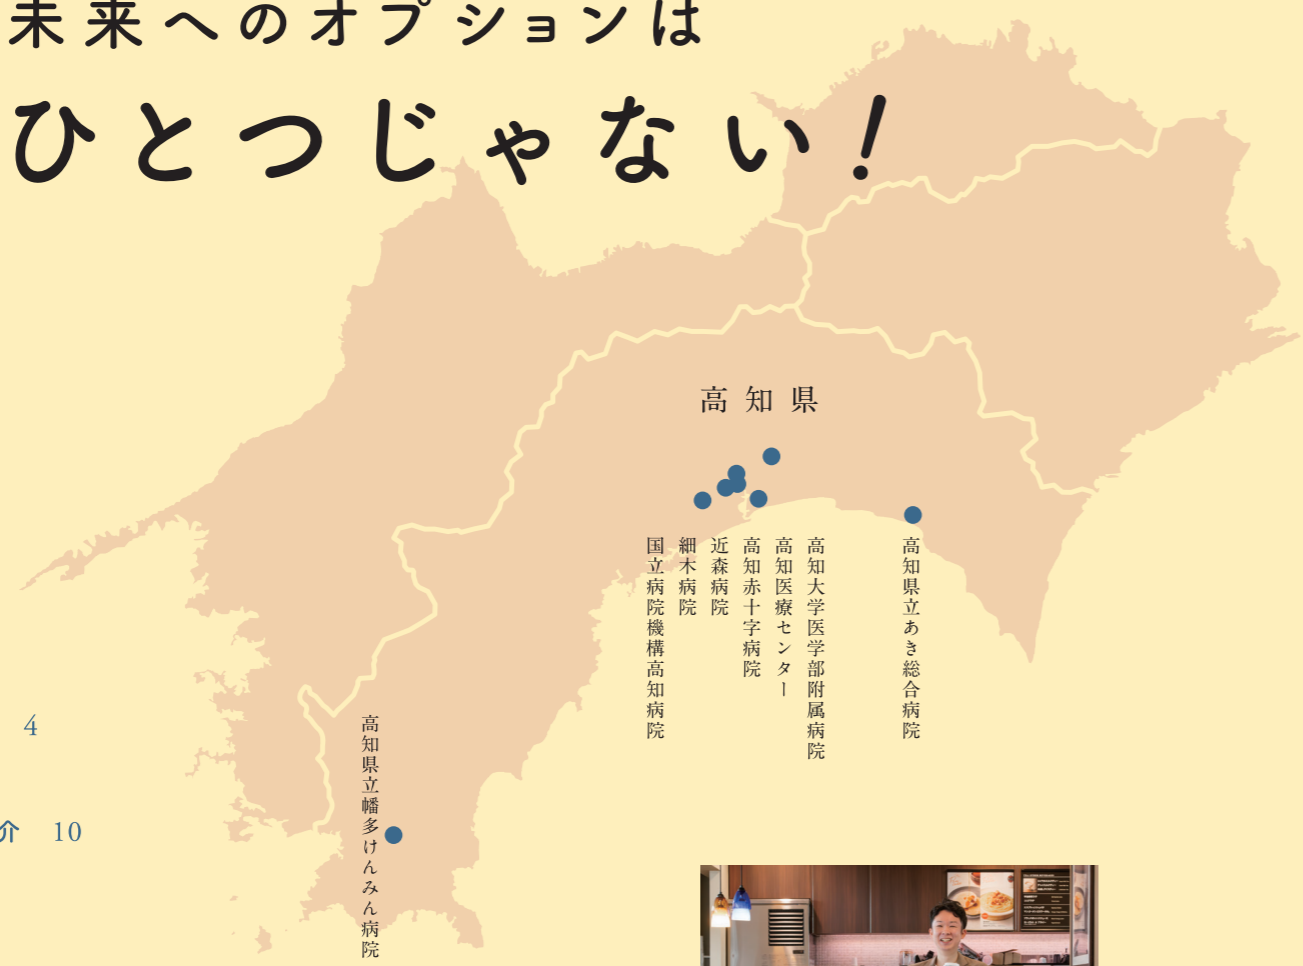 未来へのオプションは
ひとつじゃない！
高知県
高知県立あき総合病院
高知大学医学部附属病院
高知医療センター
高知赤十字病院
近森病院
細木病院
国立病院機構高知病院
高知県立幡多けんみん病院
4
介 10